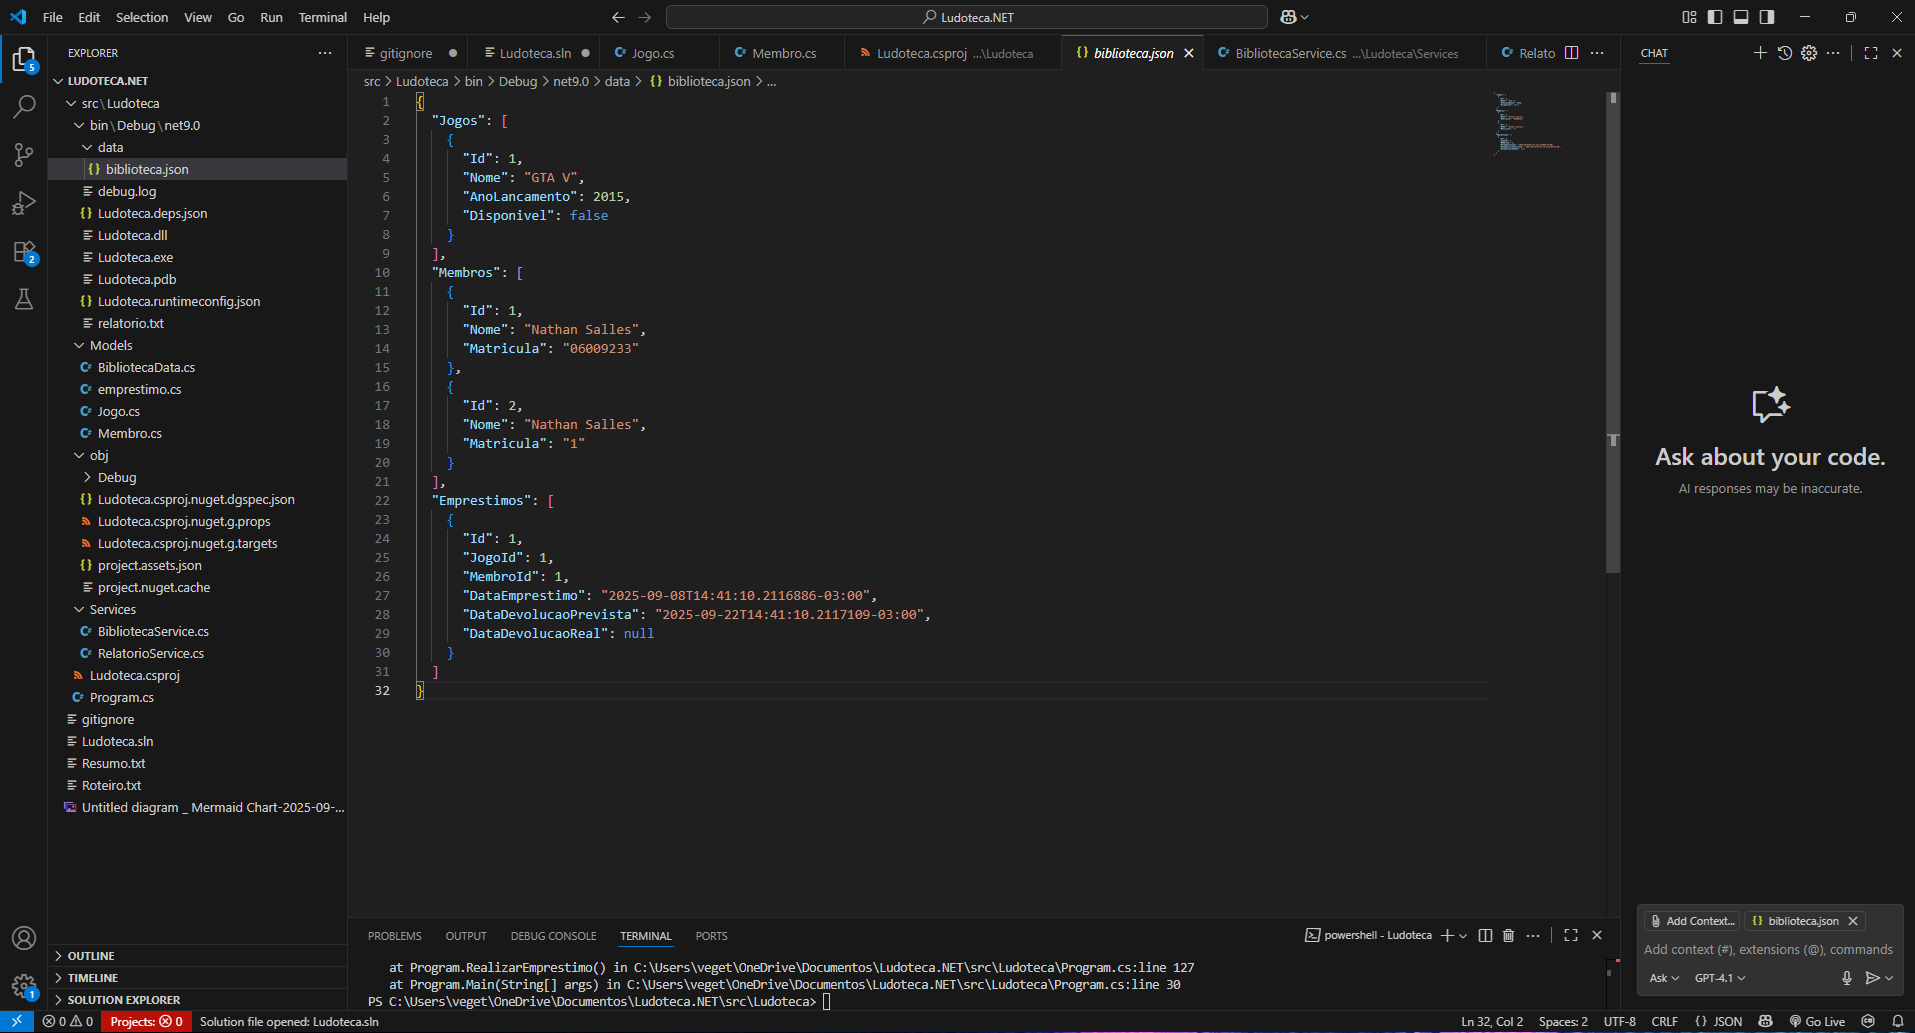 File Edit Selection View Go Run Terminal Help
Ludoteca.NET
EXPLORER
LUDOTECA.NET
src\Ludoteca
bin\Debug\net9.0
data
{} biblioteca.json
debug.log
{} Ludoteca.deps.json
Ludoteca.dll
Ludoteca.exe
Ludoteca.pdb
{} Ludoteca.runtimeconfig.json
relatorio.txt
Models
BibliotecaData.cs
emprestimo.cs
Jogo.cs
Membro.cs
obj
Debug
{} Ludoteca.csproj.nuget.dgspec.json
Ludoteca.csproj.nuget.g.props
Ludoteca.csproj.nuget.g.targets
{} project.assets.json
project.nuget.cache
Services
BibliotecaService.cs
RelatorioService.cs
Ludoteca.csproj
Program.cs
gitignore
Ludoteca.sln
Resumo.txt
Roteiro.txt
Untitled diagram _ Mermaid Chart-2025-09-...
OUTLINE
TIMELINE
SOLUTION EXPLORER
5
2
1
gitignore Ludoteca.sln Jogo.cs Membro.cs Ludoteca.csproj ...\Ludoteca {} biblioteca.json BibliotecaService.cs ...\Ludoteca\Services Relato
src > Ludoteca > bin > Debug > net9.0 > data > {} biblioteca.json > ...
1 {
2 "Jogos": [
3 {
4 "Id": 1,
5 "Nome": "GTA V",
6 "AnoLancamento": 2015,
7 "Disponivel": false
8 }
9 ],
10 "Membros": [
11 {
12 "Id": 1,
13 "Nome": "Nathan Salles",
14 "Matricula": "06009233"
15 },
16 {
17 "Id": 2,
18 "Nome": "Nathan Salles",
19 "Matricula": "1"
20 }
21 ],
22 "Emprestimos": [
23 {
24 "Id": 1,
25 "JogoId": 1,
26 "MembroId": 1,
27 "DataEmprestimo": "2025-09-08T14:41:10.2116886-03:00",
28 "DataDevolucaoPrevista": "2025-09-22T14:41:10.2117109-03:00",
29 "DataDevolucaoReal": null
30 }
31 ]
32 }
PROBLEMS OUTPUT DEBUG CONSOLE TERMINAL PORTS
powershell - Ludoteca
at Program.RealizarEmprestimo() in C:\Users\veget\OneDrive\Documentos\Ludoteca.NET\src\Ludoteca\Program.cs:line 127
at Program.Main(String[] args) in C:\Users\veget\OneDrive\Documentos\Ludoteca.NET\src\Ludoteca\Program.cs:line 30
PS C:\Users\veget\OneDrive\Documentos\Ludoteca.NET\src\Ludoteca>
CHAT
Ask about your code.
AI responses may be inaccurate.
Add Context... {} biblioteca.json
Add context (#), extensions (@), commands
Ask GPT-4.1
0 0 Projects: 0 Solution file opened: Ludoteca.sln
Ln 32, Col 2 Spaces: 2 UTF-8 CRLF {} JSON Go Live